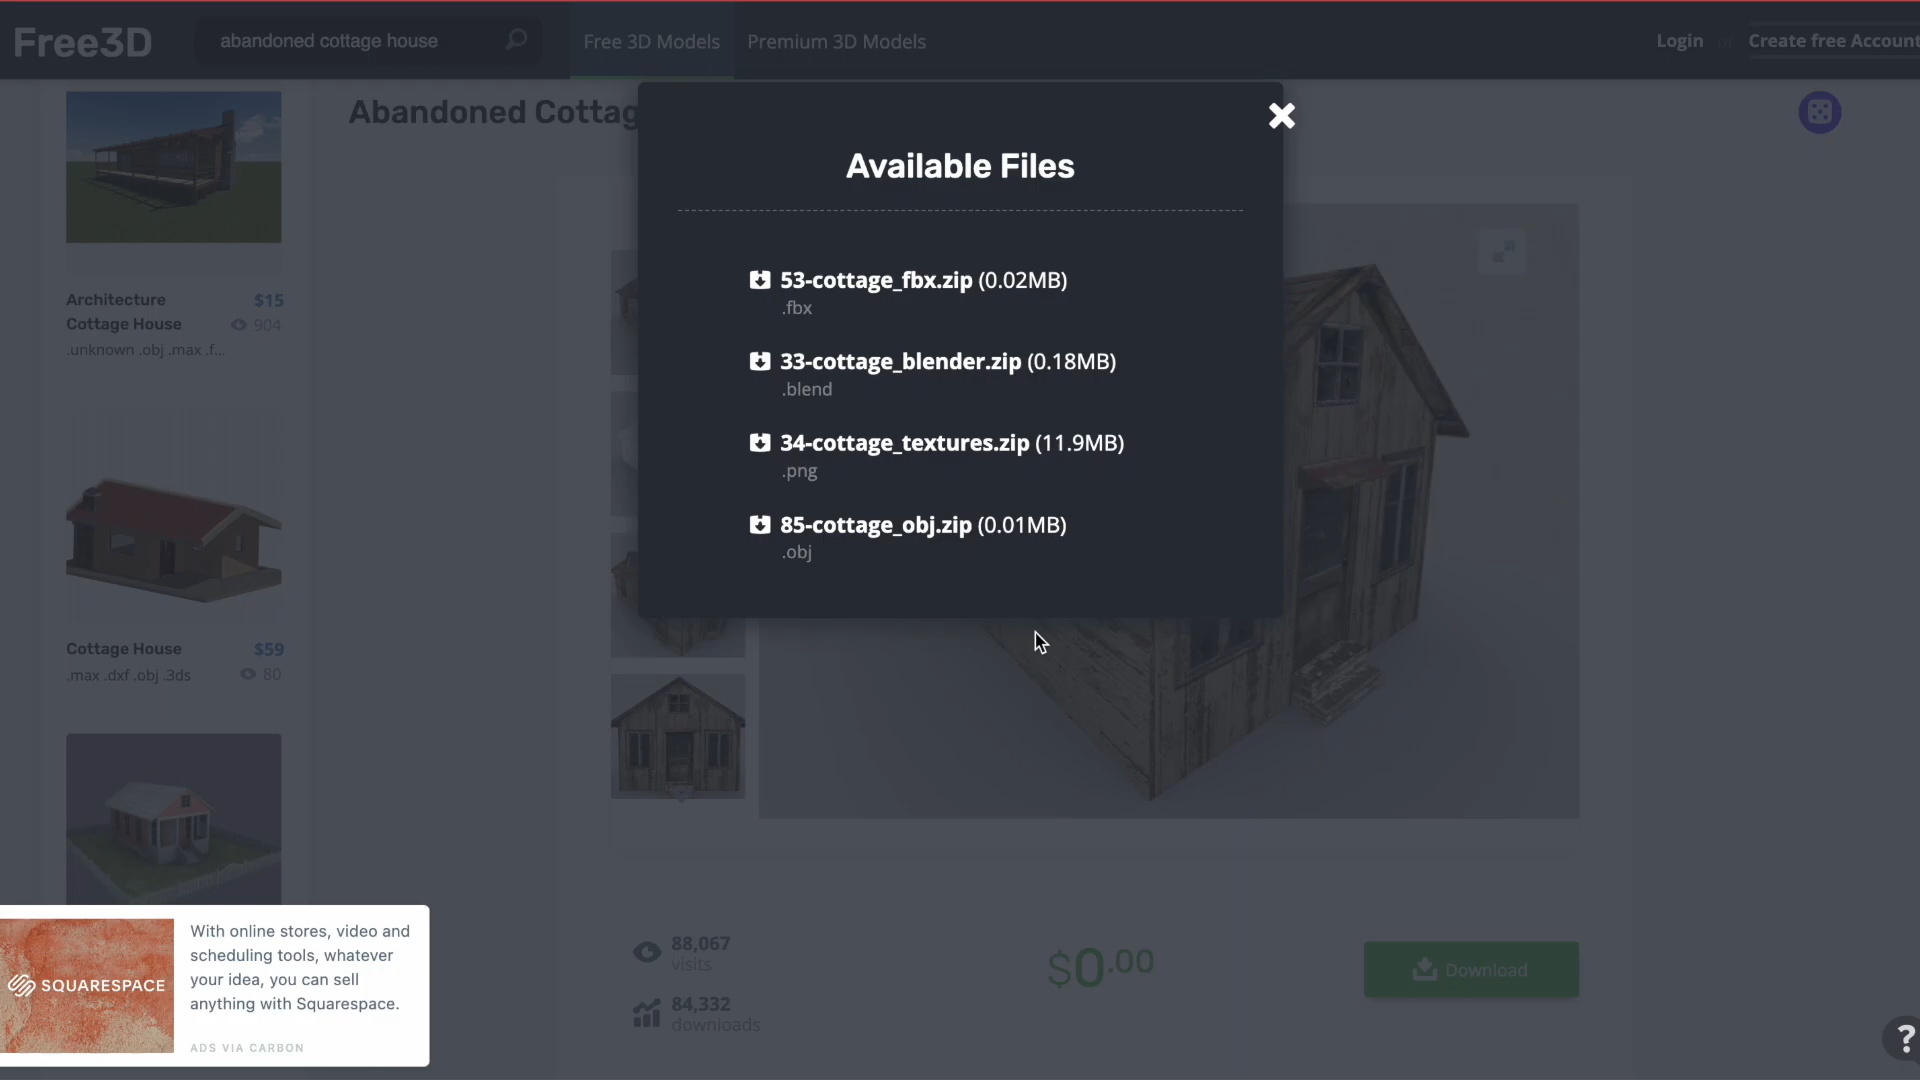 Free3D
abandoned cottage house
Free 3D Models
Premium 3D Models
Login or Create free Account
Abandoned Cottag
Available Files
53-cottage_fbx.zip (0.02MB)
.fbx
33-cottage_blender.zip (0.18MB)
.blend
34-cottage_textures.zip (11.9MB)
.png
85-cottage_obj.zip (0.01MB)
.obj
Architecture $15
Cottage House 904
.unknown .obj .max .f...
Cottage House $59
.max .dxf .obj .3ds 80
With online stores, video and
scheduling tools, whatever
your idea, you can sell
anything with Squarespace.
SQUARESPACE
ADS VIA CARBON
88,067
visits
84,332
downloads
$0.00
Download
?